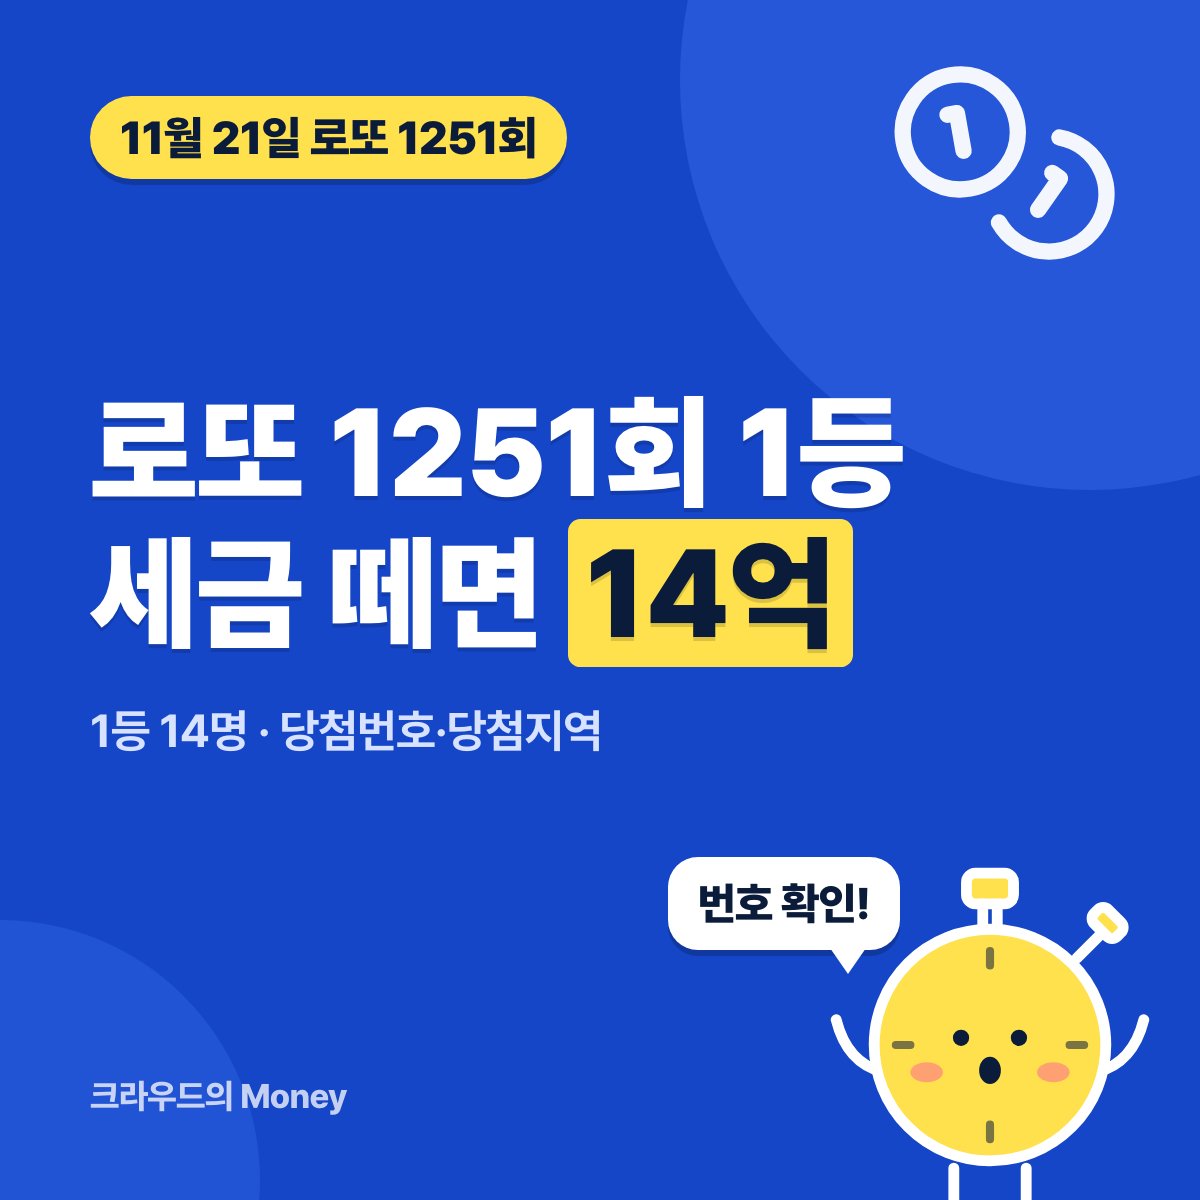 11월 21일 로또 1251회
1
1
로또 1251회 1등
세금 떼면 14억
1등 14명 · 당첨번호·당첨지역
번호 확인!
크라우드의 Money